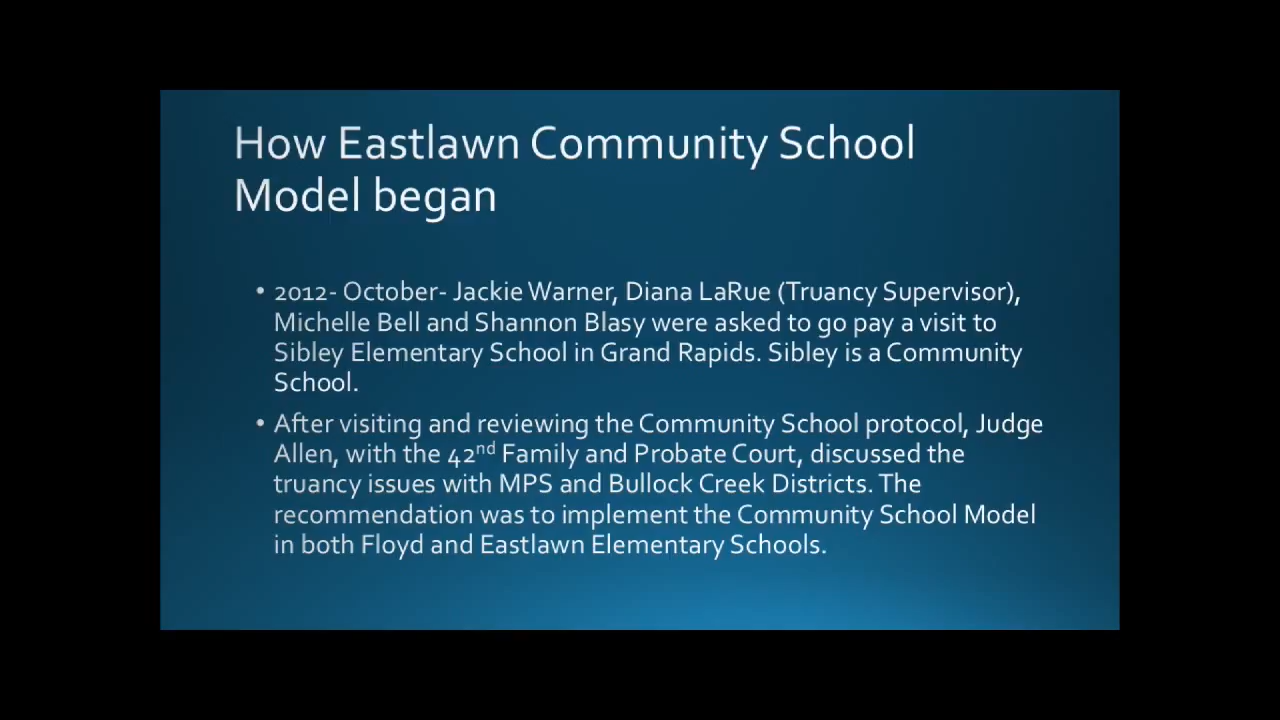 How Eastlawn Community School
Model began
• 2012- October- Jackie Warner, Diana LaRue (Truancy Supervisor),
Michelle Bell and Shannon Blasy were asked to go pay a visit to
Sibley Elementary School in Grand Rapids. Sibley is a Community
School.
• After visiting and reviewing the Community School protocol, Judge
Allen, with the 42nd Family and Probate Court, discussed the
truancy issues with MPS and Bullock Creek Districts. The
recommendation was to implement the Community School Model
in both Floyd and Eastlawn Elementary Schools.